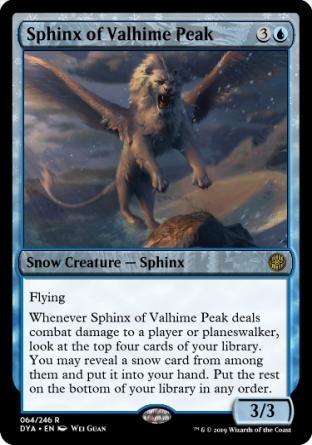 Sphinx of Valhime Peak 3
Snow Creature — Sphinx
Flying
Whenever Sphinx of Valhime Peak deals
combat damage to a player or planeswalker,
look at the top four cards of your library.
You may reveal a snow card from among
them and put it into your hand. Put the rest
on the bottom of your library in any order.
3/3
064/246 R
DYA • EN Wei Guan
™ & © 2019 Wizards of the Coast